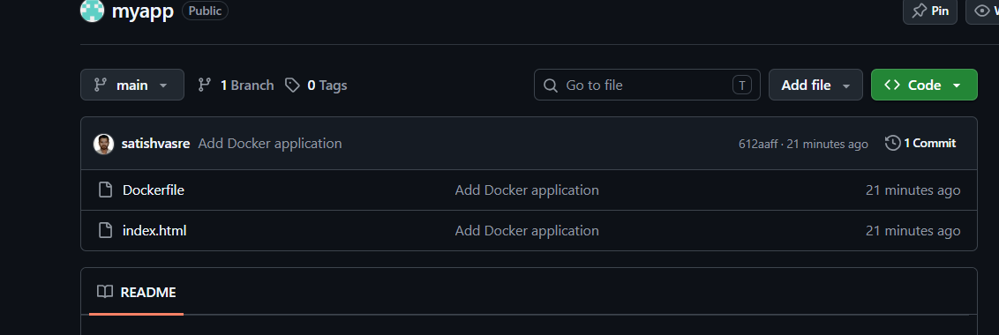 myapp Public Pin
main 1 Branch 0 Tags Go to file T Add file Code
satishvasre Add Docker application 612aaff · 21 minutes ago 1 Commit
Dockerfile Add Docker application 21 minutes ago
index.html Add Docker application 21 minutes ago
README